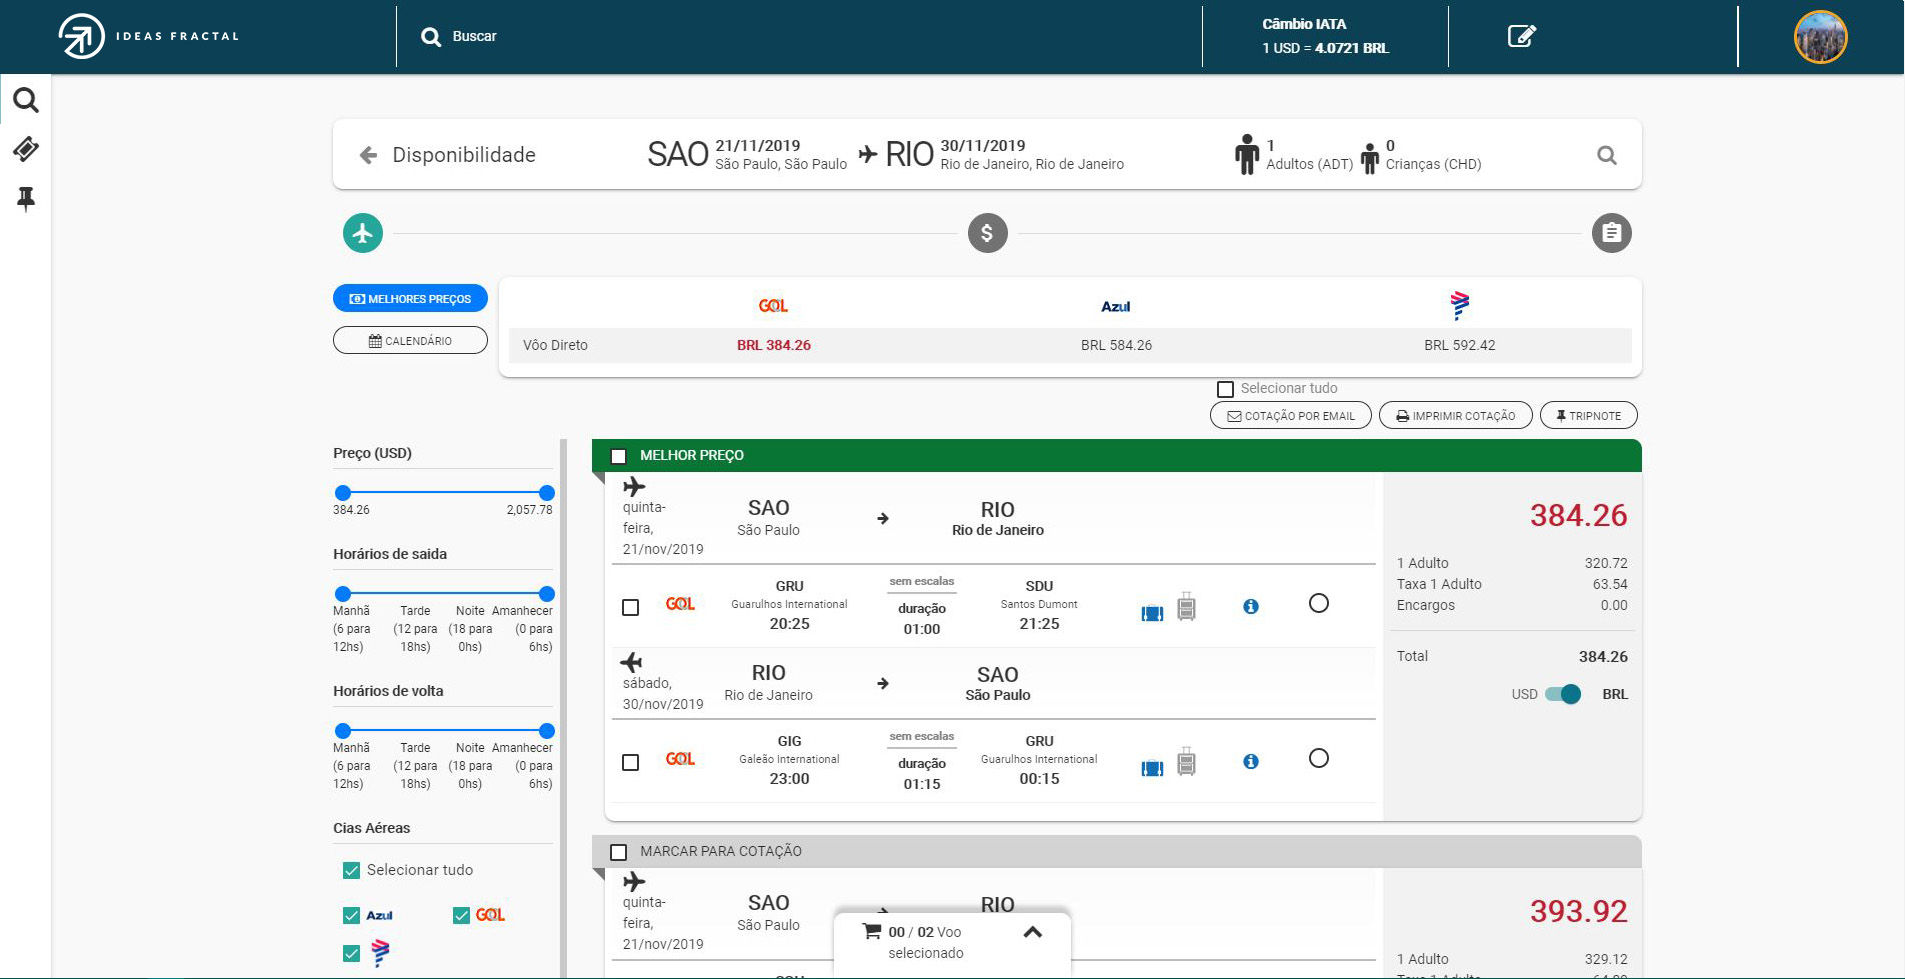 IDEAS FRACTAL
Buscar
Câmbio IATA
1 USD = 4.0721 BRL
Disponibilidade
SAO 21/11/2019
São Paulo, São Paulo
RIO 30/11/2019
Rio de Janeiro, Rio de Janeiro
1
Adultos (ADT)
0
Crianças (CHD)
MELHORES PREÇOS
CALENDÁRIO
GOL Azul
Vôo Direto BRL 384.26 BRL 584.26 BRL 592.42
Selecionar tudo
COTAÇÃO POR EMAIL IMPRIMIR COTAÇÃO TRIPNOTE
Preço (USD)
384.26 2,057.78
Horários de saida
Manhã (6 para 12hs)
Tarde (12 para 18hs)
Noite (18 para 0hs)
Amanhecer (0 para 6hs)
Horários de volta
Manhã (6 para 12hs)
Tarde (12 para 18hs)
Noite (18 para 0hs)
Amanhecer (0 para 6hs)
Cias Aéreas
Selecionar tudo
Azul GOL
MELHOR PREÇO
quinta-
feira,
21/nov/2019
SAO
São Paulo
RIO
Rio de Janeiro
GOL
GRU
Guarulhos International
20:25
sem escalas
duração
01:00
SDU
Santos Dumont
21:25
sábado,
30/nov/2019
RIO
Rio de Janeiro
SAO
São Paulo
GOL
GIG
Galeão International
23:00
sem escalas
duração
01:15
GRU
Guarulhos International
00:15
384.26
1 Adulto 320.72
Taxa 1 Adulto 63.54
Encargos 0.00
Total 384.26
USD BRL
MARCAR PARA COTAÇÃO
quinta-
feira,
21/nov/2019
SAO
São Paulo
RIO
393.92
1 Adulto 329.12
00 / 02 Voo
selecionado